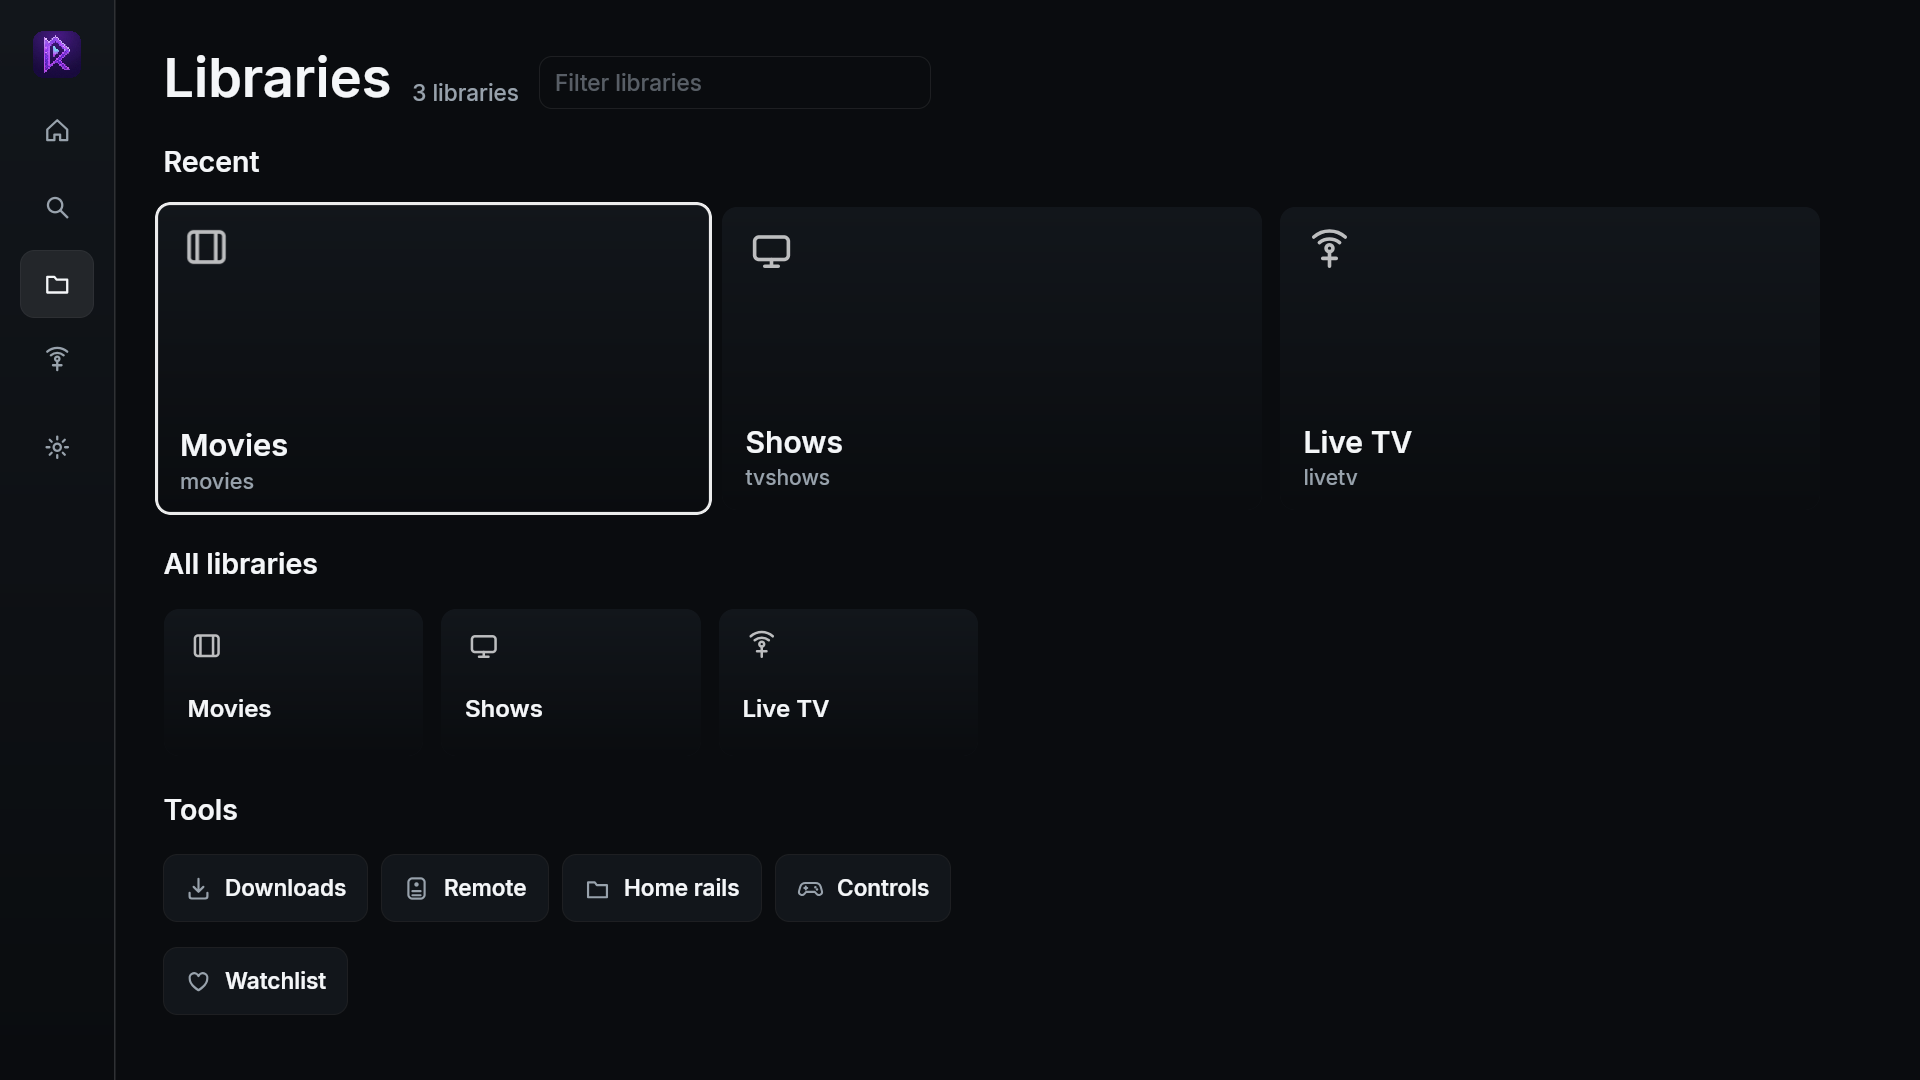 Libraries
3 libraries
Filter libraries
Recent
Movies
movies
Shows
tvshows
Live TV
livetv
All libraries
Movies
Shows
Live TV
Tools
Downloads
Remote
Home rails
Controls
Watchlist